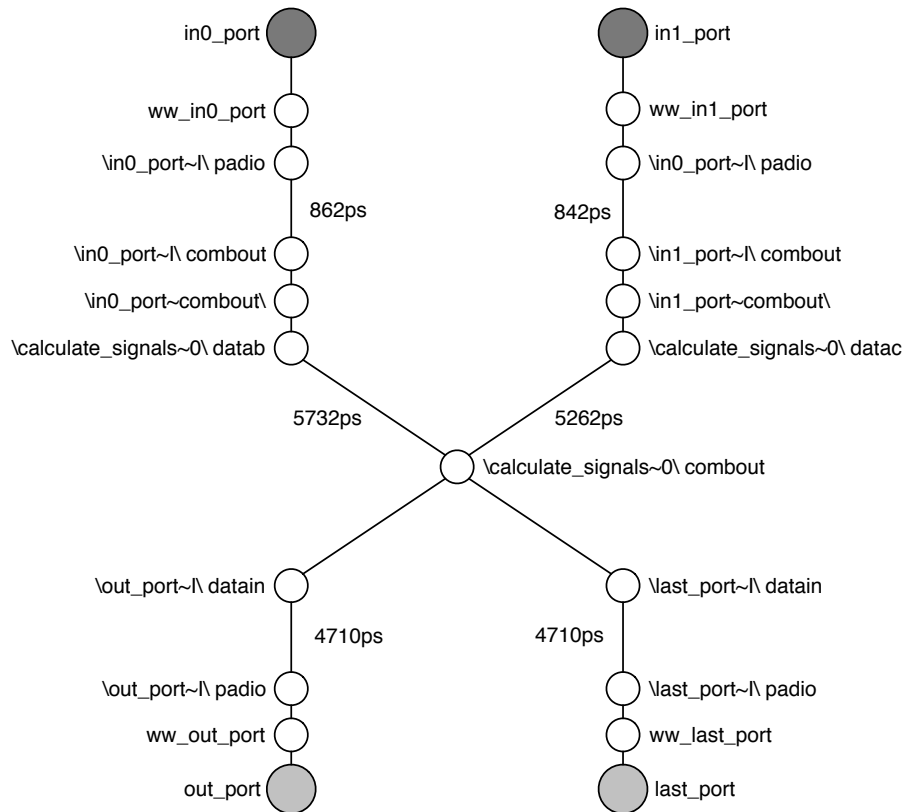 in0_port
in1_port
ww_in0_port
ww_in1_port
\in0_port~I\ padio
\in0_port~I\ padio
862ps
842ps
\in0_port~I\ combout
\in1_port~I\ combout
\in0_port~combout\
\in1_port~combout\
\calculate_signals~0\ datab
\calculate_signals~0\ datac
5732ps
5262ps
\calculate_signals~0\ combout
\out_port~I\ datain
\last_port~I\ datain
4710ps
4710ps
\out_port~I\ padio
\last_port~I\ padio
ww_out_port
ww_last_port
out_port
last_port